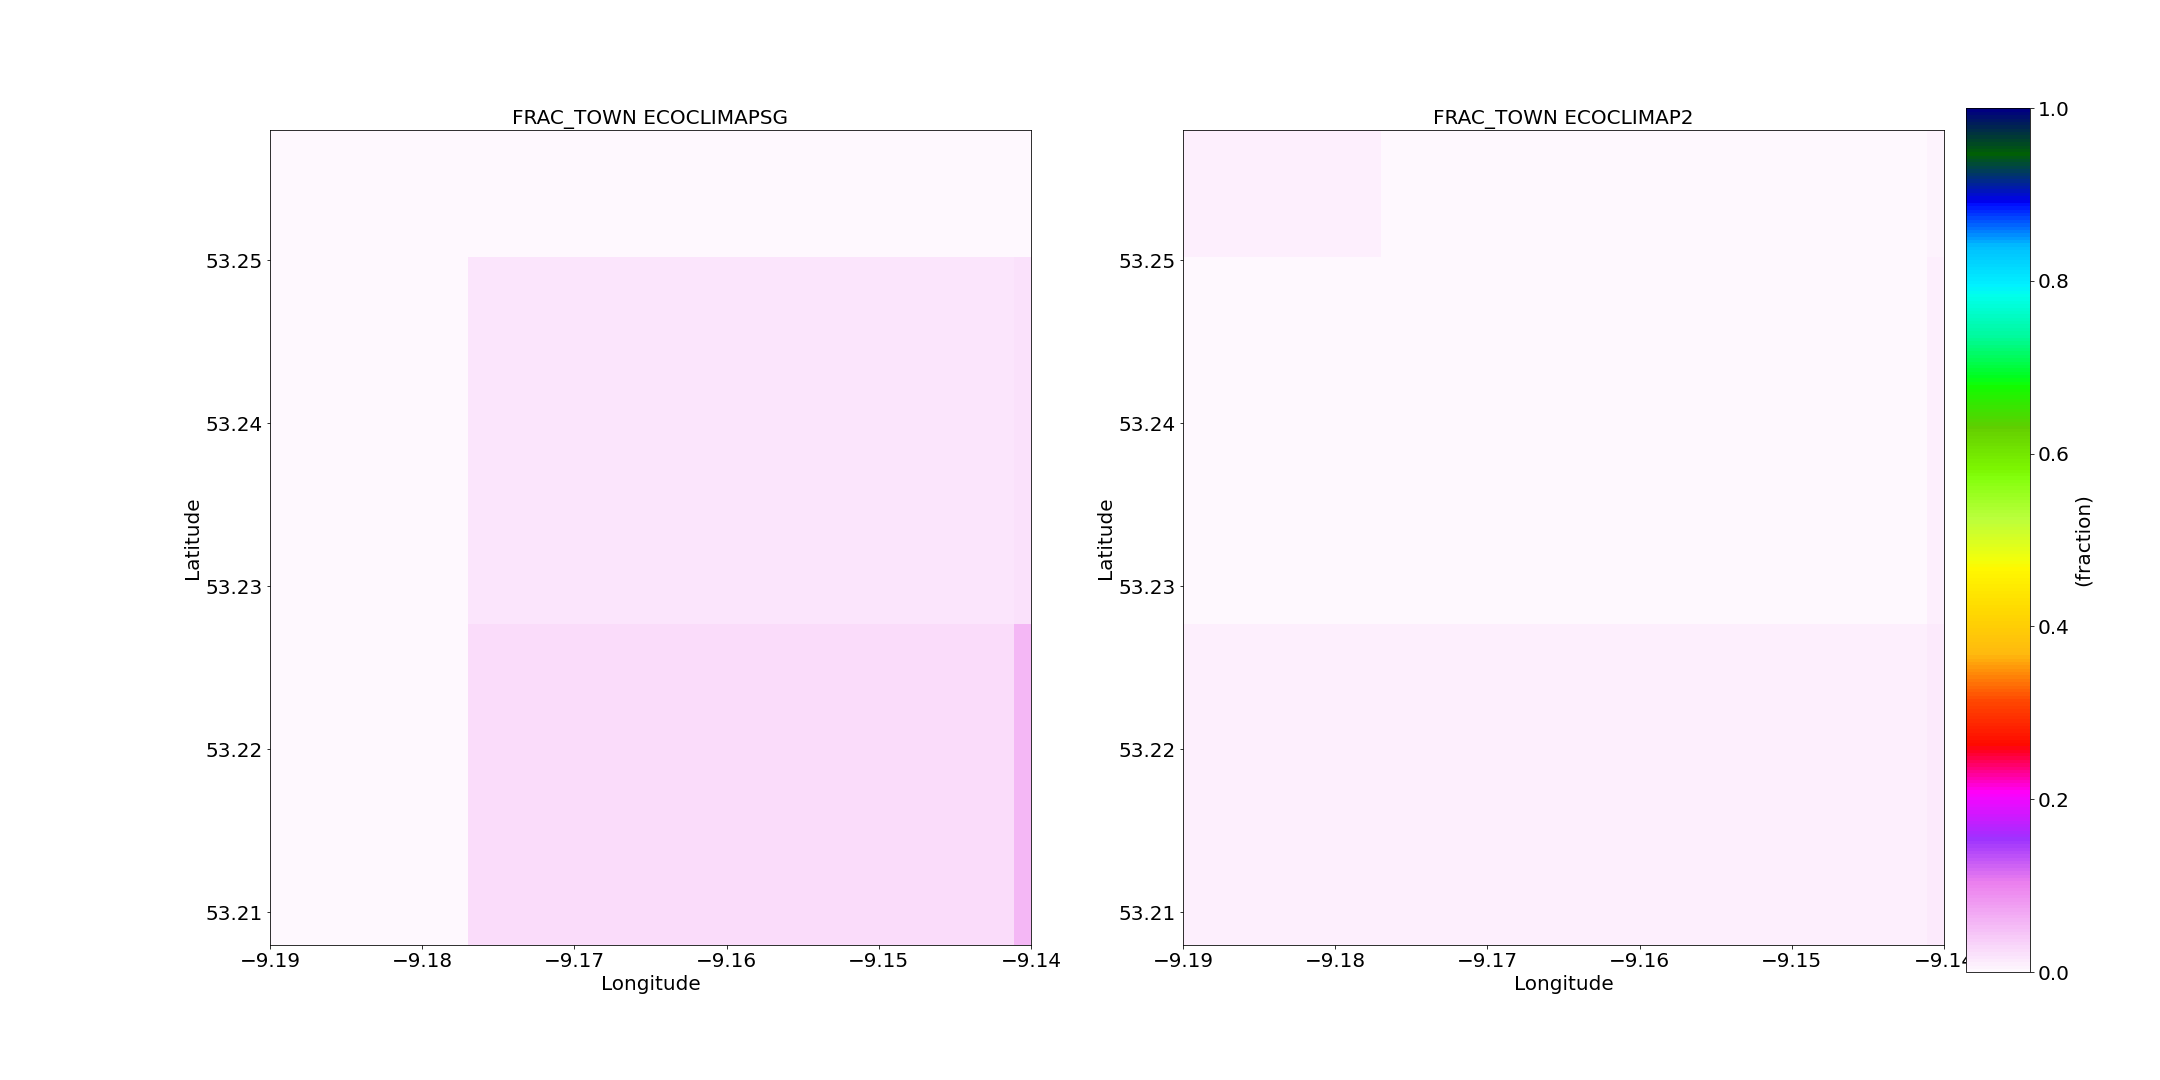 FRAC_TOWN ECOCLIMAPSG
53.25
53.24
53.23
53.22
53.21
Latitude
−9.19 −9.18 −9.17 −9.16 −9.15 −9.14
Longitude
FRAC_TOWN ECOCLIMAP2
53.25
53.24
53.23
53.22
53.21
Latitude
−9.19 −9.18 −9.17 −9.16 −9.15 −9.14
Longitude
1.0
0.8
0.6
0.4
0.2
0.0
(fraction)